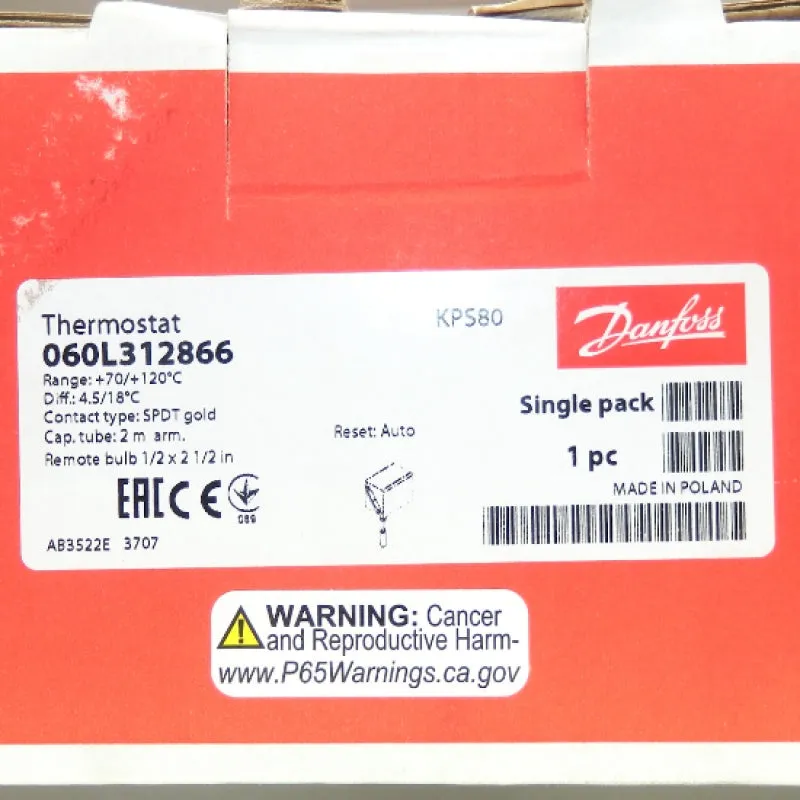 Thermostat
KPS80
Danfoss
060L312866
Range: +70/+120°C
Diff.: 4.5/18°C
Contact type: SPDT gold
Cap. tube: 2 m arm.
Remote bulb 1/2 x 2 1/2 in
Reset: Auto
Single pack
1 pc
MADE IN POLAND
EAC CE
089
AB3522E 3707
WARNING: Cancer
and Reproductive Harm-
www.P65Warnings.ca.gov